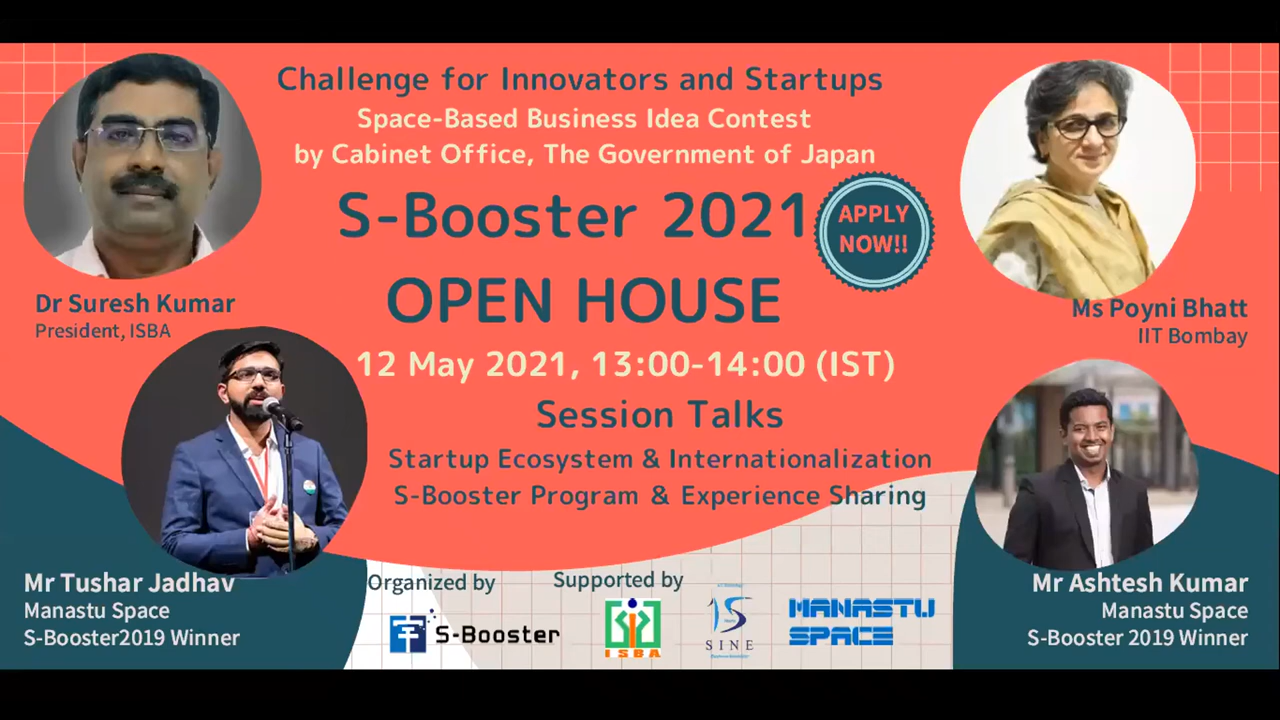 Challenge for Innovators and Startups
Space-Based Business Idea Contest
by Cabinet Office, The Government of Japan
S-Booster 2021
APPLY
NOW!!
OPEN HOUSE
12 May 2021, 13:00-14:00 (IST)
Session Talks
Startup Ecosystem & Internationalization
S-Booster Program & Experience Sharing
Dr Suresh Kumar
President, ISBA
Ms Poyni Bhatt
IIT Bombay
Mr Tushar Jadhav
Manastu Space
S-Booster2019 Winner
Mr Ashtesh Kumar
Manastu Space
S-Booster 2019 Winner
Organized by
S-Booster
Supported by
ISBA
SINE
MANASTU
SPACE